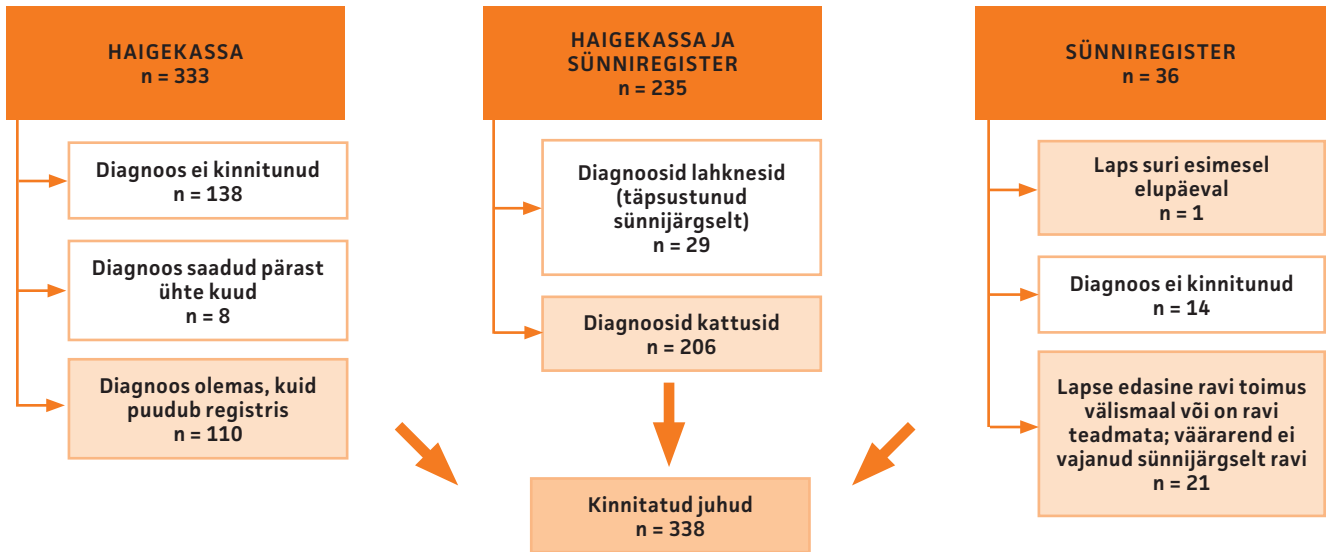 HAIGEKASSA
n = 333
Diagnoos ei kinnitunud
n = 138
Diagnoos saadud pärast
ühte kuud
n = 8
Diagnoos olemas, kuid
puudub registris
n = 110
HAIGEKASSA JA
SÜNNIREGISTER
n = 235
Diagnoosid lahknesid
(täpsustunud
sünnijärgselt)
n = 29
Diagnoosid kattusid
n = 206
SÜNNIREGISTER
n = 36
Laps suri esimesel
elupäeval
n = 1
Diagnoos ei kinnitunud
n = 14
Lapse edasine ravi toimus
välismaal või on ravi
teadmata; väärarend ei
vajanud sünnijärgselt ravi
n = 21
Kinnitatud juhud
n = 338